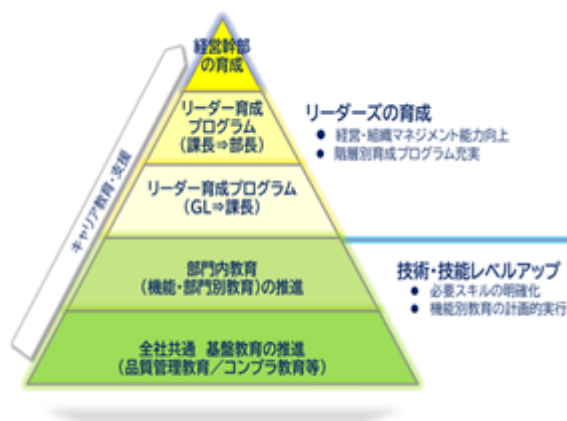 経営幹部
の育成
リーダー育成
プログラム
(課長⇒部長)
リーダー育成プログラム
(GL⇒課長)
部門内教育
(機能・部門別教育)の推進
全社共通 基盤教育の推進
(品質管理教育／コンプラ教育等)
キャリア教育・支援
リーダーズの育成
● 経営・組織マネジメント能力向上
● 階層別育成プログラム充実
技術・技能レベルアップ
● 必要スキルの明確化
● 機能別教育の計画的実行